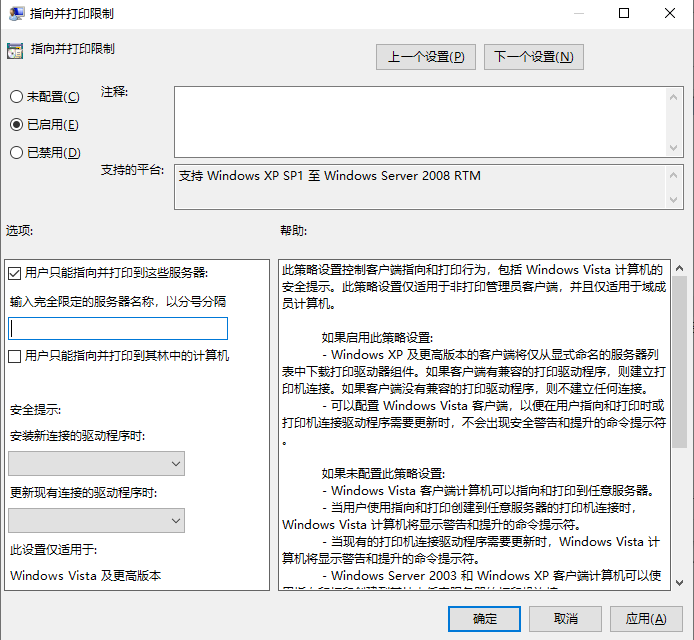 指向并打印限制
指向并打印限制
上一个设置(P)
下一个设置(N)
未配置(C)
已启用(E)
已禁用(D)
注释:
支持的平台:
支持 Windows XP SP1 至 Windows Server 2008 RTM
选项:
帮助:
用户只能指向并打印到这些服务器:
输入完全限定的服务器名称，以分号分隔
用户只能指向并打印到其林中的计算机
安全提示:
安装新连接的驱动程序时:
更新现有连接的驱动程序时:
此设置仅适用于:
Windows Vista 及更高版本
此策略设置控制客户端指向和打印行为，包括 Windows Vista 计算机的
安全提示。此策略设置仅适用于非打印管理员客户端，并且仅适用于域成
员计算机。
如果启用此策略设置:
- Windows XP 及更高版本的客户端将仅从显式命名的服务器列
表中下载打印驱动器组件。如果客户端有兼容的打印驱动程序，则建立打
印机连接。如果客户端没有兼容的打印驱动程序，则不建立任何连接。
- 可以配置 Windows Vista 客户端，以便在用户指向和打印时或
打印机连接驱动程序需要更新时，不会出现安全警告和提升的命令提示符
。
如果未配置此策略设置:
- Windows Vista 客户端计算机可以指向和打印到任意服务器。
- 当用户使用指向和打印创建到任意服务器的打印机连接时，
Windows Vista 计算机将显示警告和提升的命令提示符。
- 当现有的打印机连接驱动程序需要更新时，Windows Vista 计
算机将显示警告和提升的命令提示符。
- Windows Server 2003 和 Windows XP 客户端计算机可以使
确定
取消
应用(A)